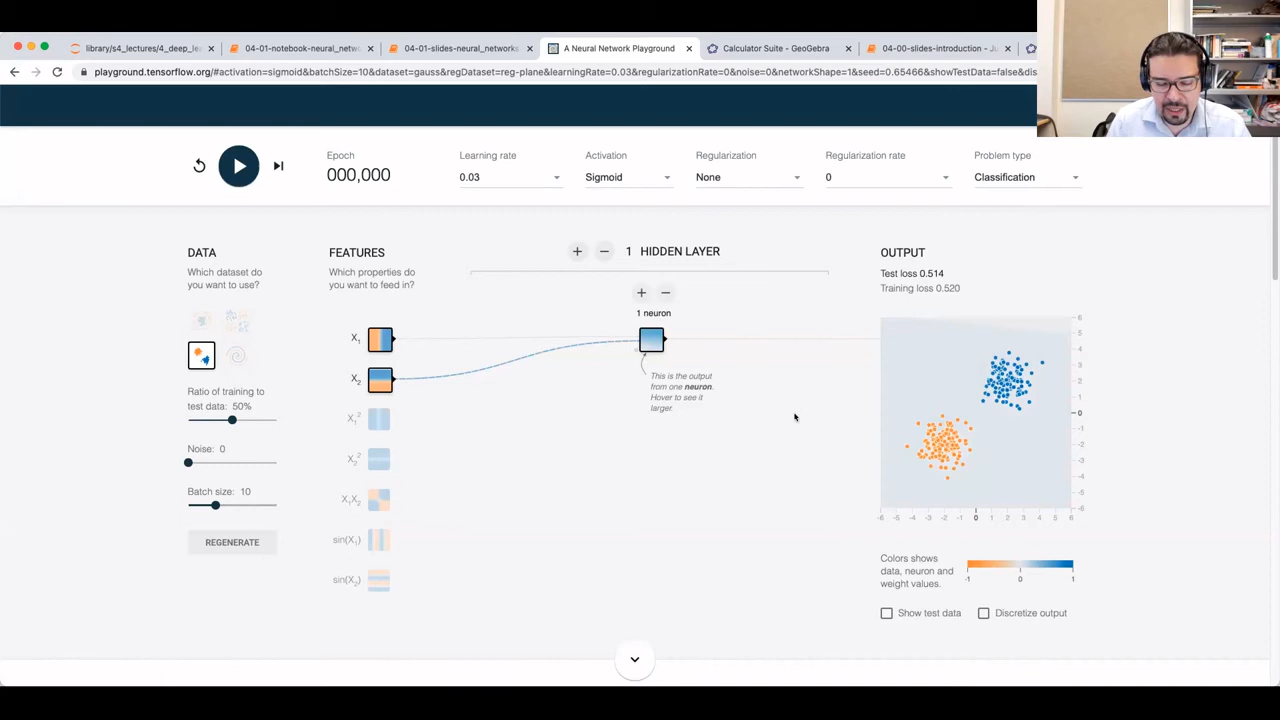 library/s4_lectures/4_deep_le
04-01-notebook-neural_netwo
04-01-slides-neural_networks
A Neural Network Playground
Calculator Suite - GeoGebra
04-00-slides-introduction - Ju
playground.tensorflow.org/#activation=sigmoid&batchSize=10&dataset=gauss&regDataset=reg-plane&learningRate=0.03&regularizationRate=0&noise=0&networkShape=1&seed=0.65466&showTestData=false&dis
Epoch
000,000
Learning rate
0.03
Activation
Sigmoid
Regularization
None
Regularization rate
0
Problem type
Classification
DATA
Which dataset do
you want to use?
Ratio of training to
test data: 50%
Noise: 0
Batch size: 10
REGENERATE
FEATURES
Which properties do
you want to feed in?
X₁
X₂
X₁²
X₂²
X₁X₂
sin(X₁)
sin(X₂)
+ − 1 HIDDEN LAYER
+ −
1 neuron
This is the output
from one neuron.
Hover to see it
larger.
OUTPUT
Test loss 0.514
Training loss 0.520
6
5
4
3
2
1
0
-1
-2
-3
-4
-5
-6
-6 -5 -4 -3 -2 -1 0 1 2 3 4 5 6
Colors shows
data, neuron and
weight values.
-1 0 1
Show test data
Discretize output